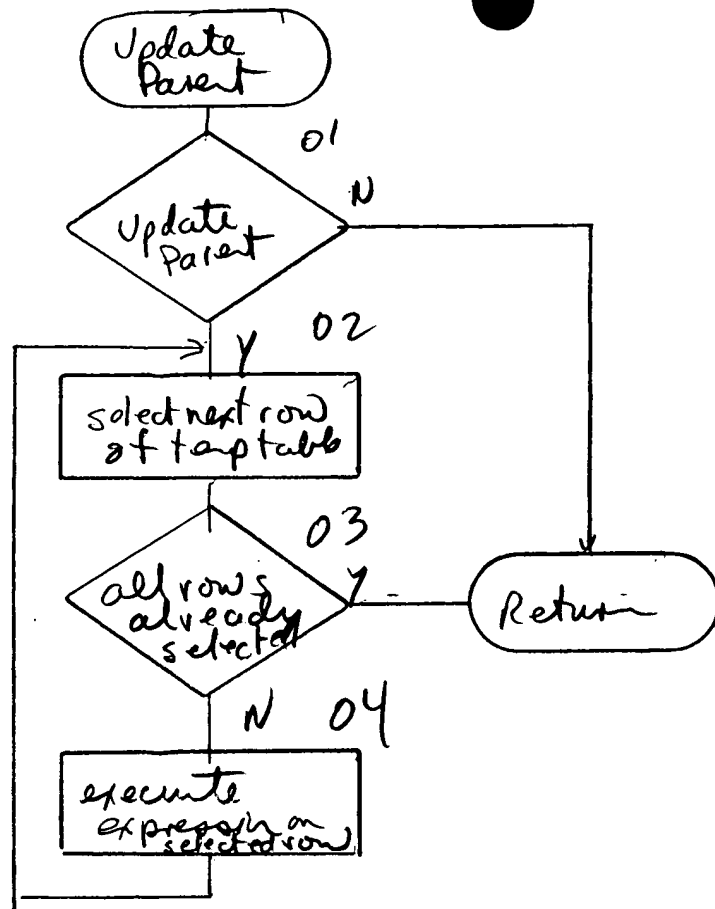 Update
Parent
01
N
Update
Parent
02
Y
select next row
of temp table
03
all rows
already
selected
Y
Return
N 04
execute
expression on
selected row